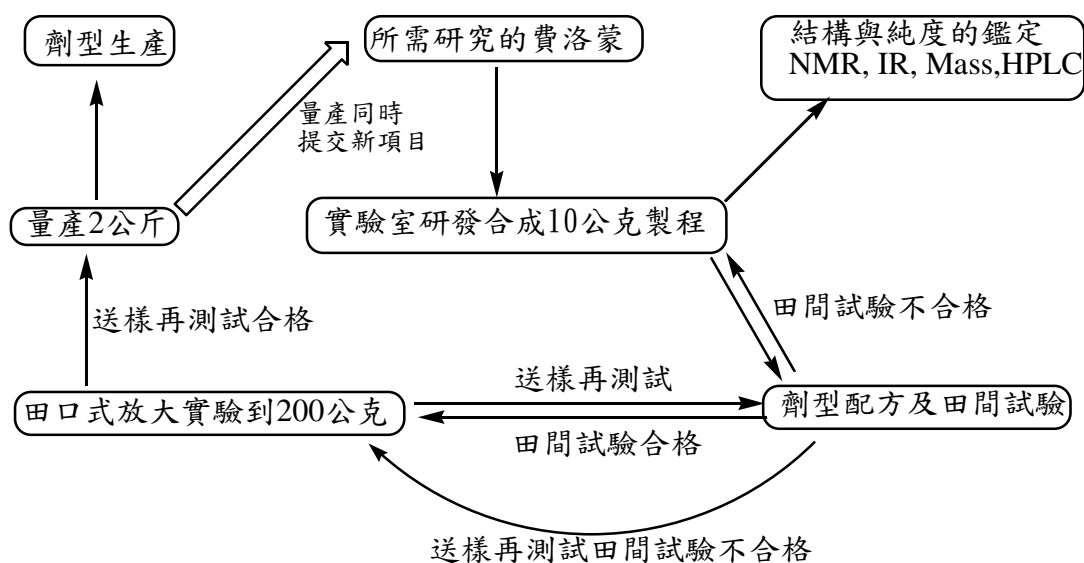 劑型生產
所需研究的費洛蒙
結構與純度的鑑定
NMR, IR, Mass,HPLC
量產同時
提交新項目
量產2公斤
實驗室研發合成10公克製程
送樣再測試合格
田間試驗不合格
田口式放大實驗到200公克
送樣再測試
田間試驗合格
劑型配方及田間試驗
送樣再測試田間試驗不合格